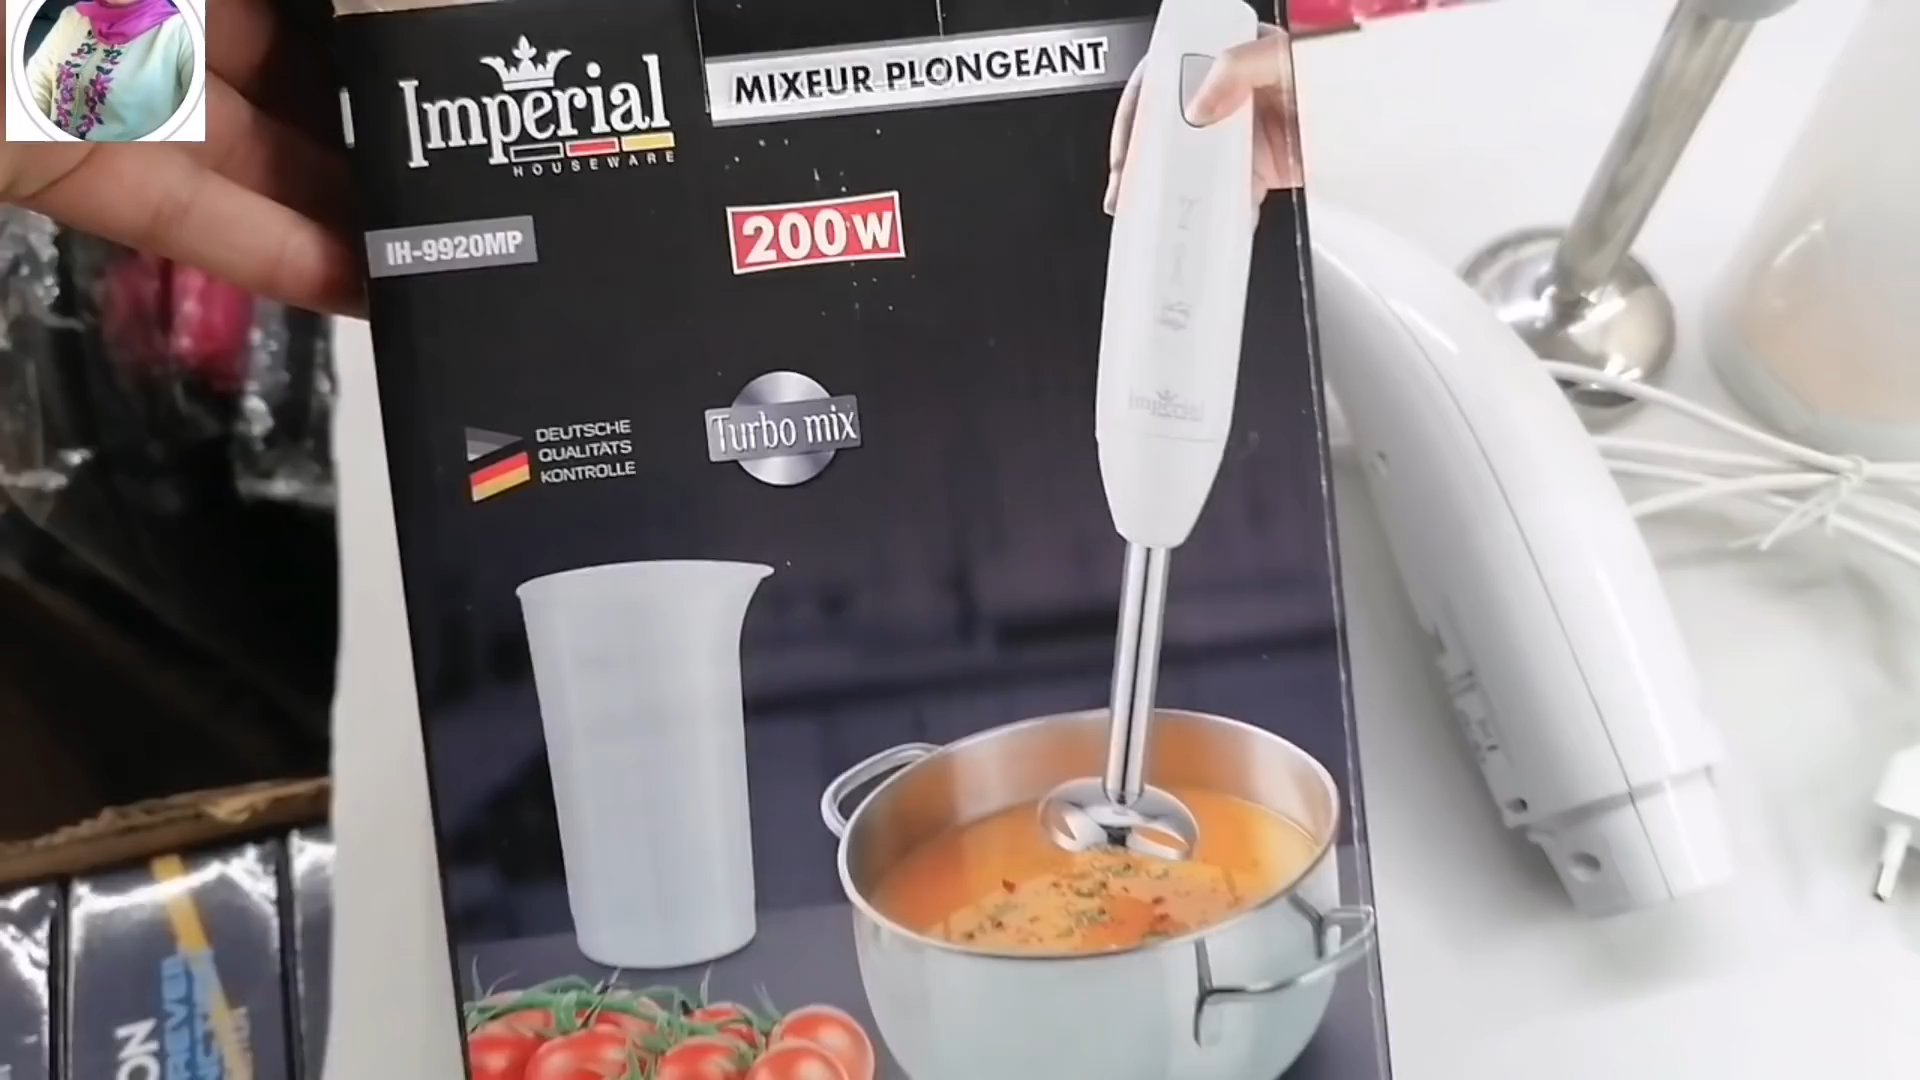 Imperial
HOUSEWARE
MIXEUR PLONGEANT
IH-9920MP
200W
DEUTSCHE
QUALITÄTS
KONTROLLE
Turbo mix
Imperial